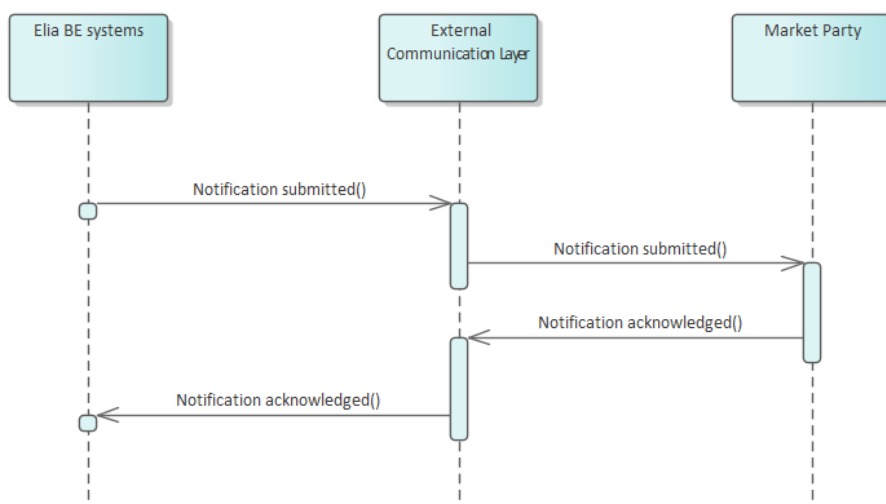 Elia BE systems
External
Communication Layer
Market Party
Notification submitted()
Notification submitted()
Notification acknowledged()
Notification acknowledged()